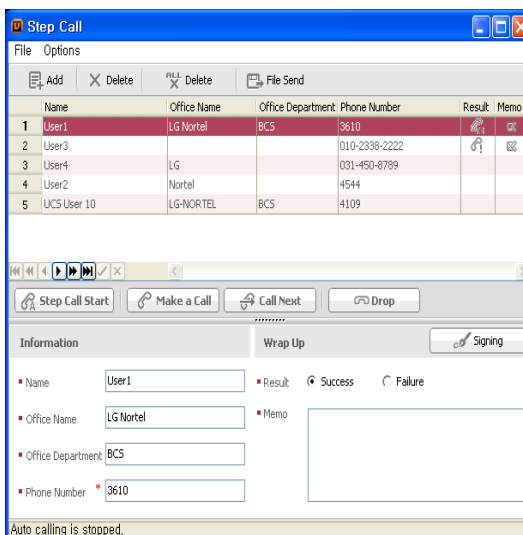 Step Call
File Options
Add Delete ALL Delete File Send
Name Office Name Office Department Phone Number Result Memo
1 User1 LG Nortel BCS 3610
2 User3 010-2338-2222
3 User4 LG 031-450-8789
4 User2 Nortel 4544
5 UCS User 10 LG-NORTEL BCS 4109
Step Call Start Make a Call Call Next Drop
Information Wrap Up Signing
Name User1 Result Success Failure
Office Name LG Nortel Memo
Office Department BCS
Phone Number * 3610
Auto calling is stopped.